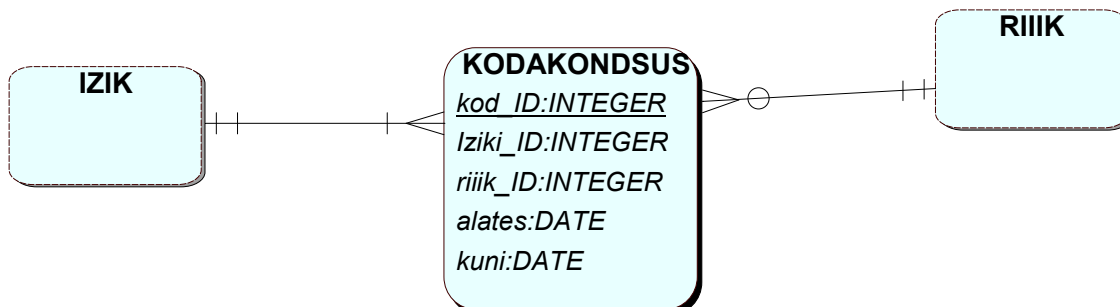 IZIK
KODAKONDSUS
kod_ID:INTEGER
Iziki_ID:INTEGER
riiik_ID:INTEGER
alates:DATE
kuni:DATE
RIIIK